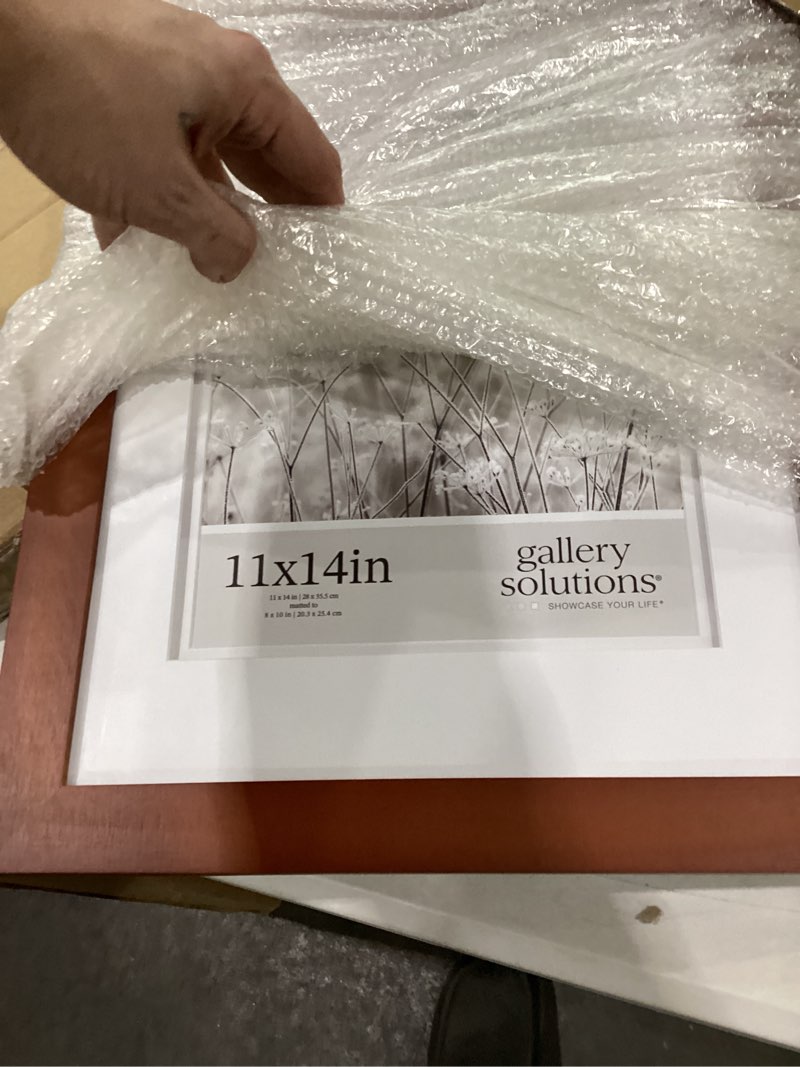 11x14in
11 x 14 in | 28 x 35.5 cm
matted to
8 x 10 in | 20.3 x 25.4 cm
gallery
solutions®
SHOWCASE YOUR LIFE®